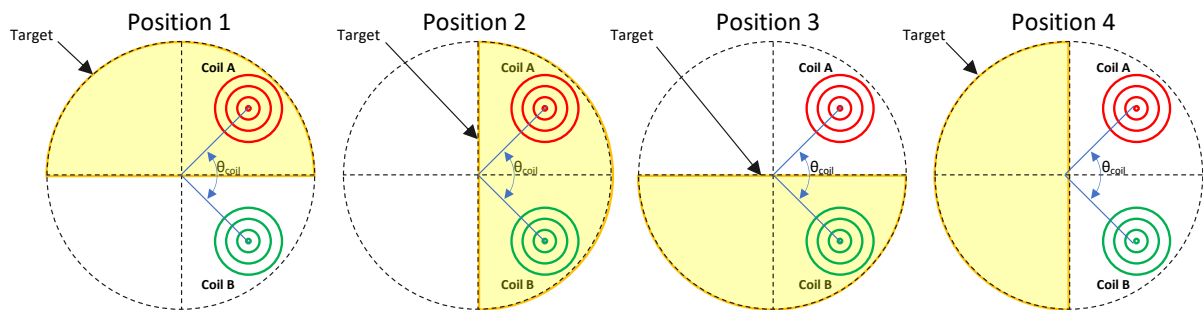 Position 1
Position 2
Position 3
Position 4
Target
Coil A
θcoil
Coil B
Target
Coil A
θcoil
Coil B
Target
Coil A
θcoil
Coil B
Target
Coil A
θcoil
Coil B